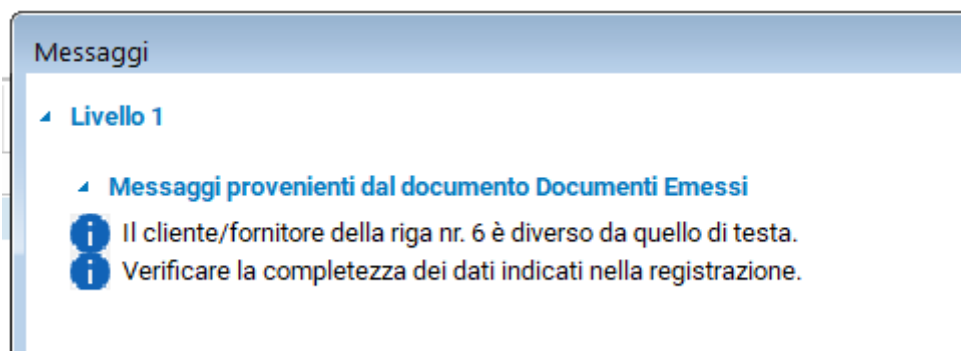 Messaggi
Livello 1
Messaggi provenienti dal documento Documenti Emessi
Il cliente/fornitore della riga nr. 6 è diverso da quello di testa.
Verificare la completezza dei dati indicati nella registrazione.